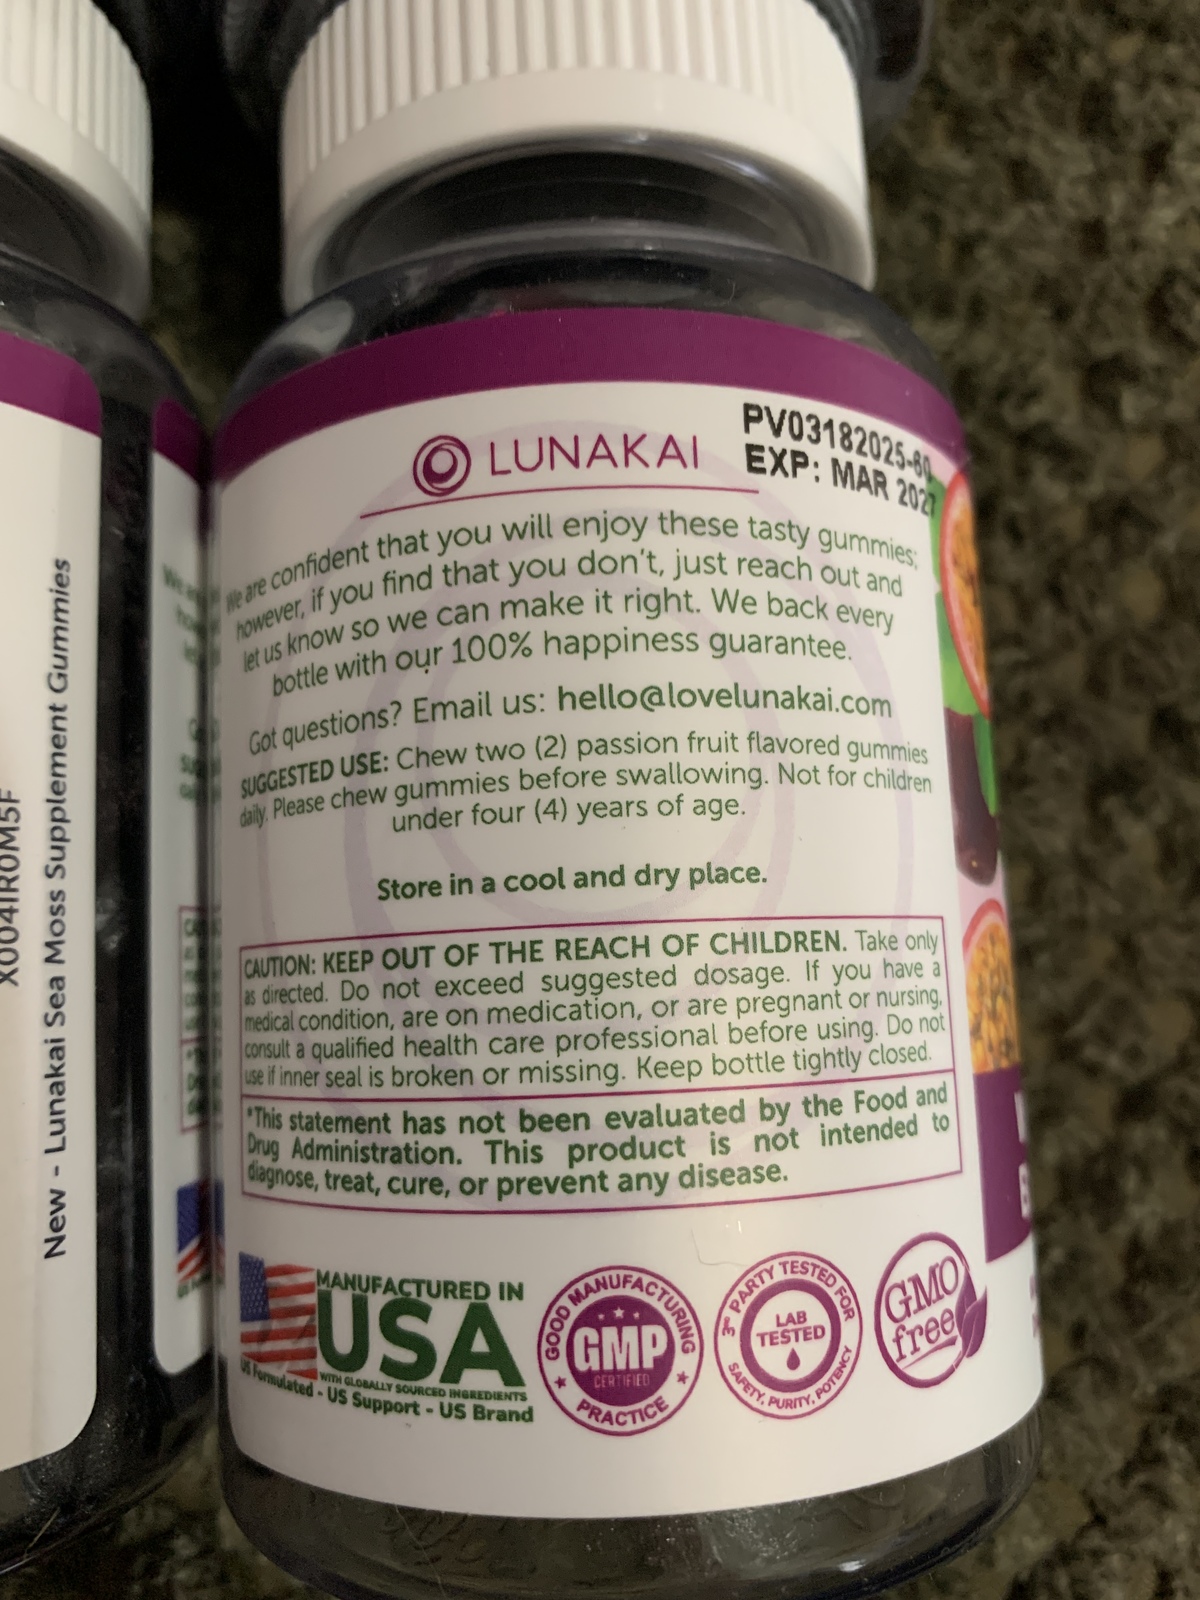 LUNAKAI
PV03182025-60
EXP: MAR 2027
We are confident that you will enjoy these tasty gummies;
however, if you find that you don't, just reach out and
let us know so we can make it right. We back every
bottle with our 100% happiness guarantee.
Got questions? Email us: hello@lovelunakai.com
SUGGESTED USE: Chew two (2) passion fruit flavored gummies
daily. Please chew gummies before swallowing. Not for children
under four (4) years of age.
Store in a cool and dry place.
CAUTION: KEEP OUT OF THE REACH OF CHILDREN. Take only
as directed. Do not exceed suggested dosage. If you have a
medical condition, are on medication, or are pregnant or nursing,
consult a qualified health care professional before using. Do not
use if inner seal is broken or missing. Keep bottle tightly closed.
*This statement has not been evaluated by the Food and
Drug Administration. This product is not intended to
diagnose, treat, cure, or prevent any disease.
MANUFACTURED IN
USA
WITH GLOBALLY SOURCED INGREDIENTS
US Formulated - US Support - US Brand
GOOD MANUFACTURING
GMP
CERTIFIED
PRACTICE
3RD PARTY TESTED FOR
LAB
TESTED
SAFETY, PURITY, POTENCY
GMO
free
X004IR0M5F
New - Lunakai Sea Moss Supplement Gummies